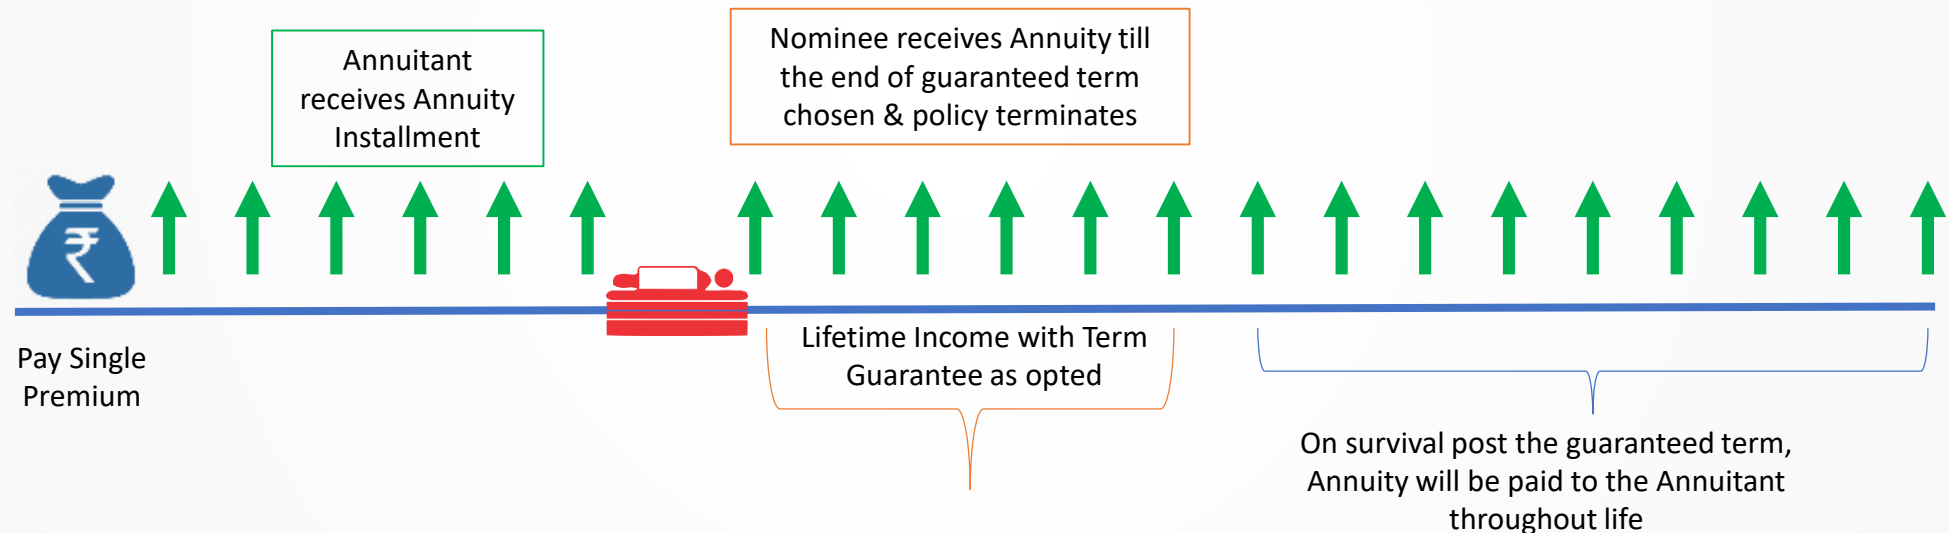 Annuitant
receives Annuity
Installment
Nominee receives Annuity till
the end of guaranteed term
chosen & policy terminates
₹
Pay Single
Premium
Lifetime Income with Term
Guarantee as opted
On survival post the guaranteed term,
Annuity will be paid to the Annuitant
throughout life